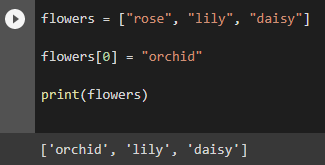 flowers = ["rose", "lily", "daisy"]
flowers[0] = "orchid"
print(flowers)
['orchid', 'lily', 'daisy']